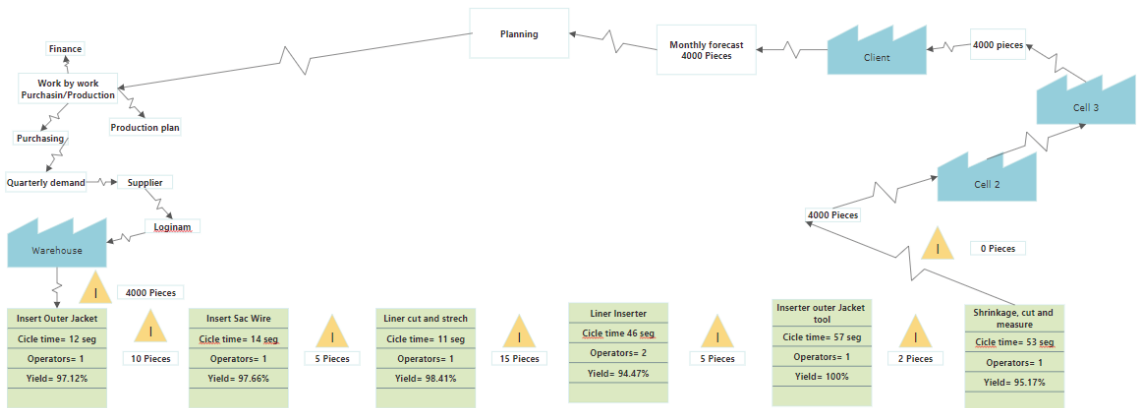 Planning
Monthly forecast
4000 Pieces
Client
4000 pieces
Cell 3
Finance
Work by work
Purchasin/Production
Production plan
Purchasing
Quarterly demand
Supplier
Loginam
Warehouse
Cell 2
4000 Pieces
I
0 Pieces
I
4000 Pieces
Insert Outer Jacket
Cicle time= 12 seg
Operators= 1
Yield= 97.12%
I
10 Pieces
Insert Sac Wire
Cicle time= 14 seg
Operators= 1
Yield= 97.66%
I
5 Pieces
Liner cut and strech
Cicle time= 11 seg
Operators= 1
Yield= 98.41%
I
15 Pieces
Liner Inserter
Cicle time 46 seg
Operators= 2
Yield= 94.47%
I
5 Pieces
Inserter outer Jacket
tool
Cicle time= 57 seg
Operators= 1
Yield= 100%
I
2 Pieces
Shrinkage, cut and
measure
Cicle time= 53 seg
Operators= 1
Yield= 95.17%